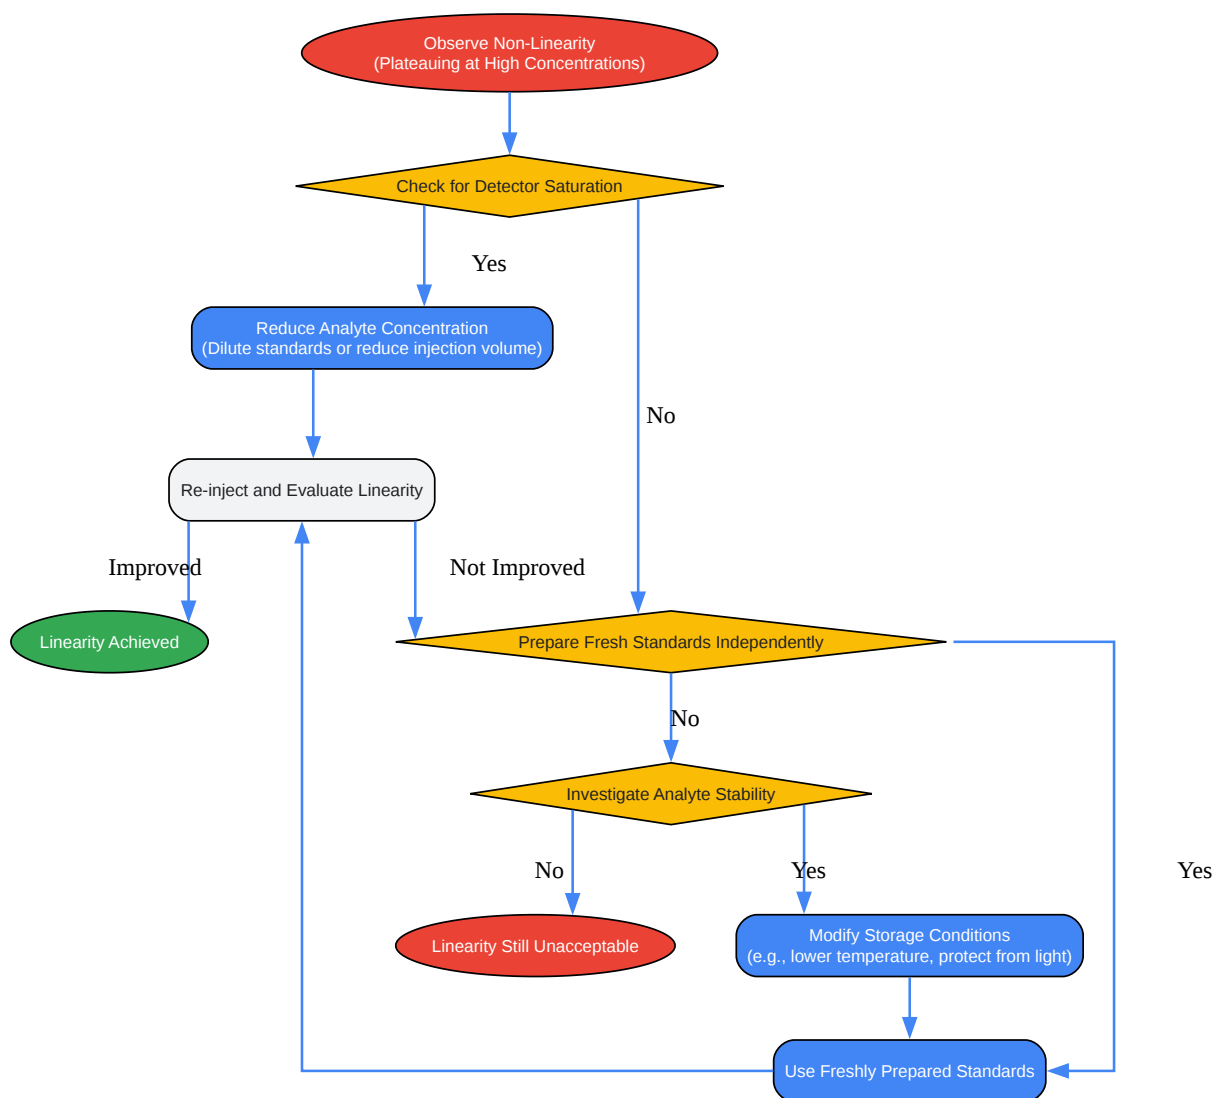 Observe Non-Linearity
(Plateauing at High Concentrations)
Check for Detector Saturation
Yes
Reduce Analyte Concentration
(Dilute standards or reduce injection volume)
No
Re-inject and Evaluate Linearity
Improved
Not Improved
Linearity Achieved
Prepare Fresh Standards Independently
No
Investigate Analyte Stability
No
Yes
Yes
Linearity Still Unacceptable
Modify Storage Conditions
(e.g., lower temperature, protect from light)
Use Freshly Prepared Standards